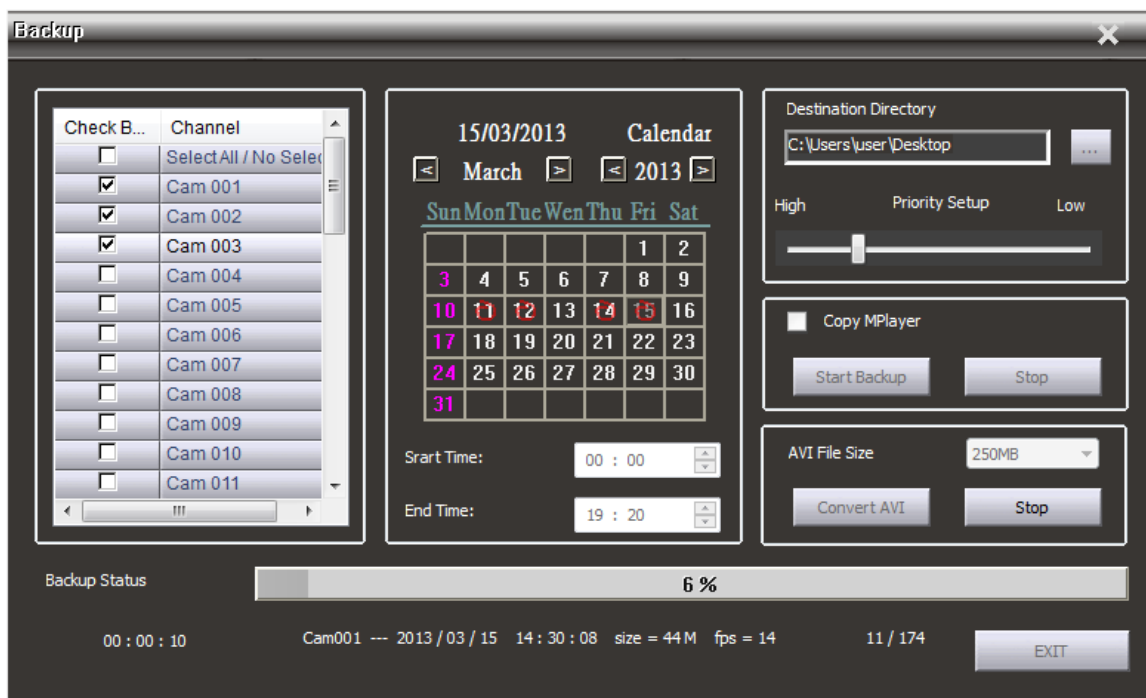 Backup
Check B... Channel
Select All / No Selec
Cam 001
Cam 002
Cam 003
Cam 004
Cam 005
Cam 006
Cam 007
Cam 008
Cam 009
Cam 010
Cam 011
15/03/2013 Calendar
< March > < 2013 >
Sun Mon Tue Wen Thu Fri Sat
1 2
3 4 5 6 7 8 9
10 11 12 13 14 15 16
17 18 19 20 21 22 23
24 25 26 27 28 29 30
31
Srart Time: 00 : 00
End Time: 19 : 20
Destination Directory
C:\Users\user\Desktop ...
High Priority Setup Low
Copy MPlayer
Start Backup Stop
AVI File Size 250MB
Convert AVI Stop
Backup Status 6 %
00 : 00 : 10 Cam001 --- 2013 / 03 / 15 14 : 30 : 08 size = 44 M fps = 14 11 / 174 EXIT